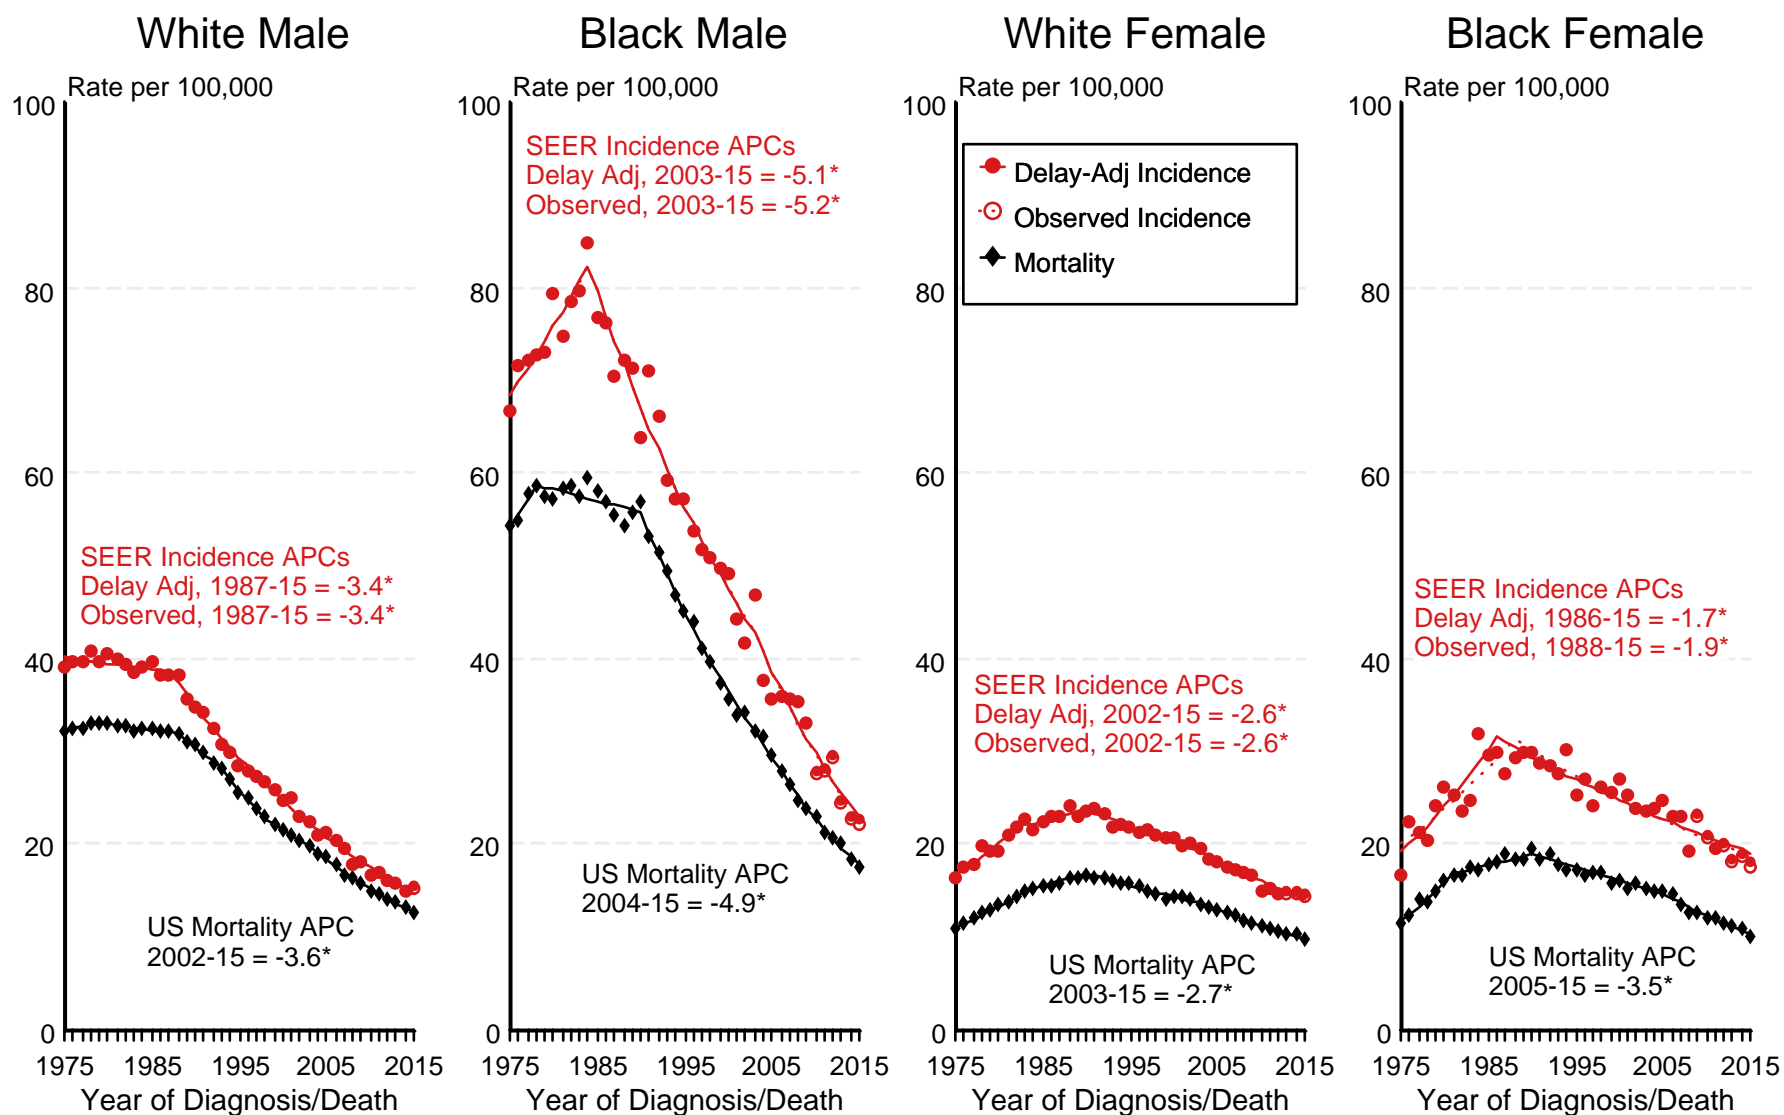 White Male
Rate per 100,000
100
80
60
40
20
0
SEER Incidence APCs
Delay Adj, 1987-15 = -3.4*
Observed, 1987-15 = -3.4*
US Mortality APC
2002-15 = -3.6*
1975 1985 1995 2005 2015
Year of Diagnosis/Death
Black Male
Rate per 100,000
100
80
60
40
20
0
SEER Incidence APCs
Delay Adj, 2003-15 = -5.1*
Observed, 2003-15 = -5.2*
US Mortality APC
2004-15 = -4.9*
1975 1985 1995 2005 2015
Year of Diagnosis/Death
White Female
Rate per 100,000
100
80
60
40
20
0
Delay-Adj Incidence
Observed Incidence
Mortality
SEER Incidence APCs
Delay Adj, 2002-15 = -2.6*
Observed, 2002-15 = -2.6*
US Mortality APC
2003-15 = -2.7*
1975 1985 1995 2005 2015
Year of Diagnosis/Death
Black Female
Rate per 100,000
100
80
60
40
20
0
SEER Incidence APCs
Delay Adj, 1986-15 = -1.7*
Observed, 1988-15 = -1.9*
US Mortality APC
2005-15 = -3.5*
1975 1985 1995 2005 2015
Year of Diagnosis/Death